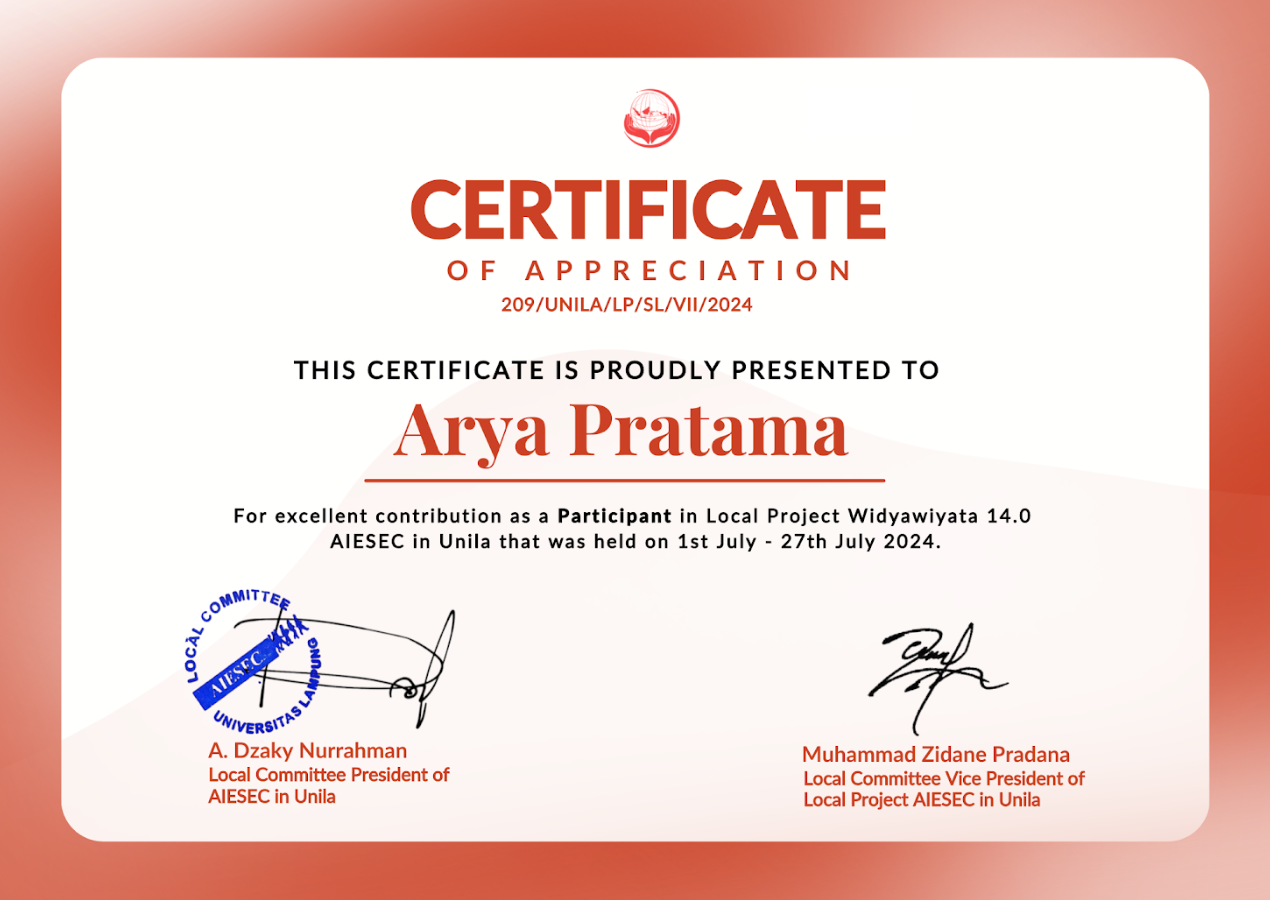 CERTIFICATE
OF APPRECIATION
209/UNILA/LP/SL/VII/2024
THIS CERTIFICATE IS PROUDLY PRESENTED TO
Arya Pratama
For excellent contribution as a Participant in Local Project Widyawiyata 14.0
AIESEC in Unila that was held on 1st July - 27th July 2024.
LOCAL COMMITTEE
AIESEC
UNIVERSITAS LAMPUNG
A. Dzaky Nurrahman
Local Committee President of
AIESEC in Unila
Muhammad Zidane Pradana
Local Committee Vice President of
Local Project AIESEC in Unila